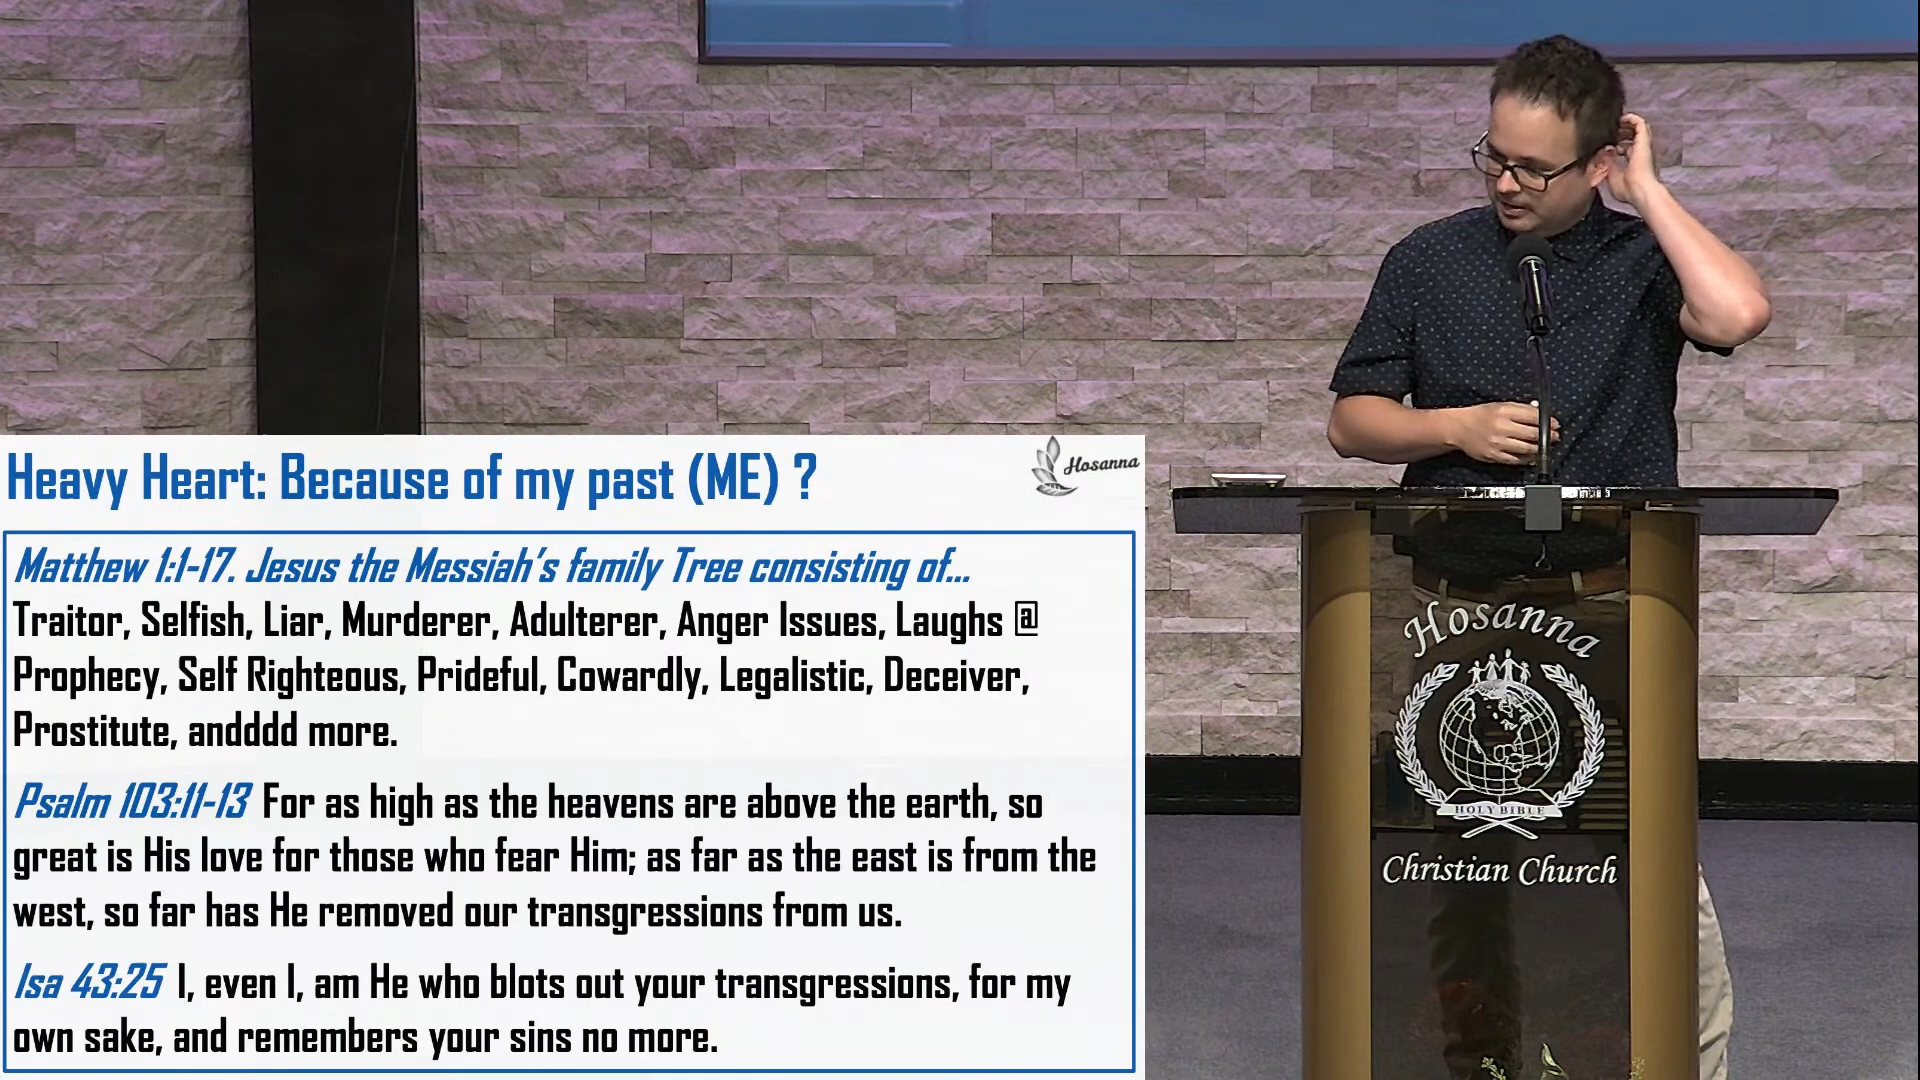 Heavy Heart: Because of my past (ME) ?
Hosanna
Matthew 1:1-17. Jesus the Messiah's family Tree consisting of...
Traitor, Selfish, Liar, Murderer, Adulterer, Anger Issues, Laughs @
Prophecy, Self Righteous, Prideful, Cowardly, Legalistic, Deceiver,
Prostitute, andddd more.
Psalm 103:11-13 For as high as the heavens are above the earth, so
great is His love for those who fear Him; as far as the east is from the
west, so far has He removed our transgressions from us.
Isa 43:25 I, even I, am He who blots out your transgressions, for my
own sake, and remembers your sins no more.
Hosanna
HOLY BIBLE
Christian Church